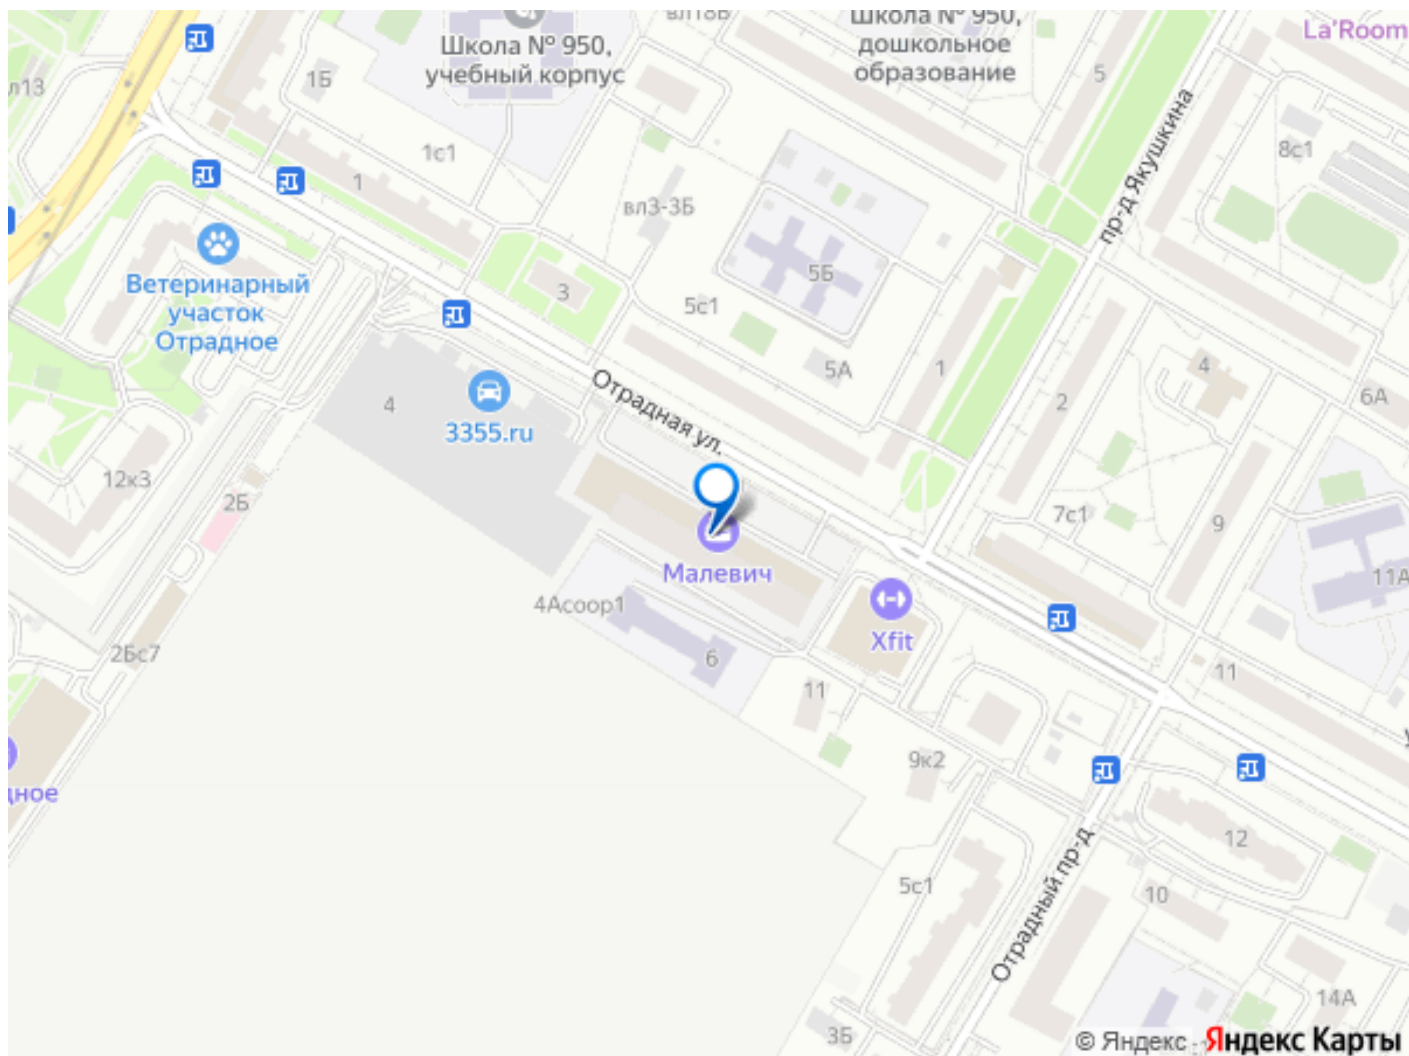 Школа № 950,
учебный корпус
вл18Б
Школа № 950,
дошкольное
образование
La'Room
л13
1Б
5
1с1
1
вл3-3Б
пр-д Якушкина
8с1
Ветеринарный
участок
Отрадное
3
5Б
5с1
5А
1
4
2
6А
Отрадная ул.
4
3355.ru
12к3
2Б
7с1
9
Малевич
4Асоор1
Xfit
11А
6
2Бс7
11
11
9к2
дное
12
5с1
10
Отрадный пр-д
14А
3Б
© Яндекс
Яндекс Карты